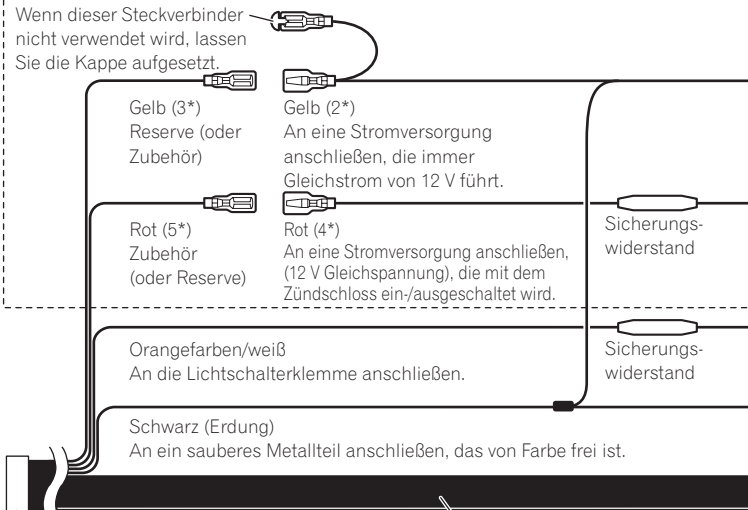 Wenn dieser Steckverbinder
nicht verwendet wird, lassen
Sie die Kappe aufgesetzt.
Gelb (3*)
Reserve (oder
Zubehör)
Gelb (2*)
An eine Stromversorgung
anschließen, die immer
Gleichstrom von 12 V führt.
Rot (5*)
Zubehör
(oder Reserve)
Rot (4*)
An eine Stromversorgung anschließen,
(12 V Gleichspannung), die mit dem
Zündschloss ein-/ausgeschaltet wird.
Sicherungs-
widerstand
Orangefarben/weiß
An die Lichtschalterklemme anschließen.
Sicherungs-
widerstand
Schwarz (Erdung)
An ein sauberes Metallteil anschließen, das von Farbe frei ist.